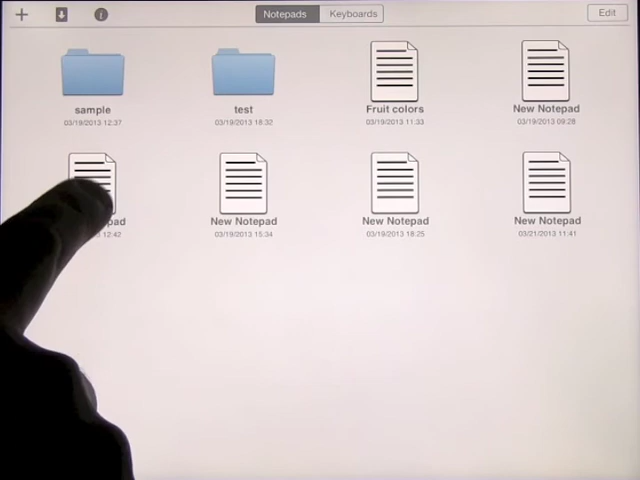 Notepads Keyboards Edit
sample test Fruit colors New Notepad
03/19/2013 12:37 03/19/2013 18:32 03/19/2013 11:33 03/19/2013 09:28
New Notepad New Notepad New Notepad
12:42 03/19/2013 15:34 03/19/2013 18:25 03/21/2013 11:41